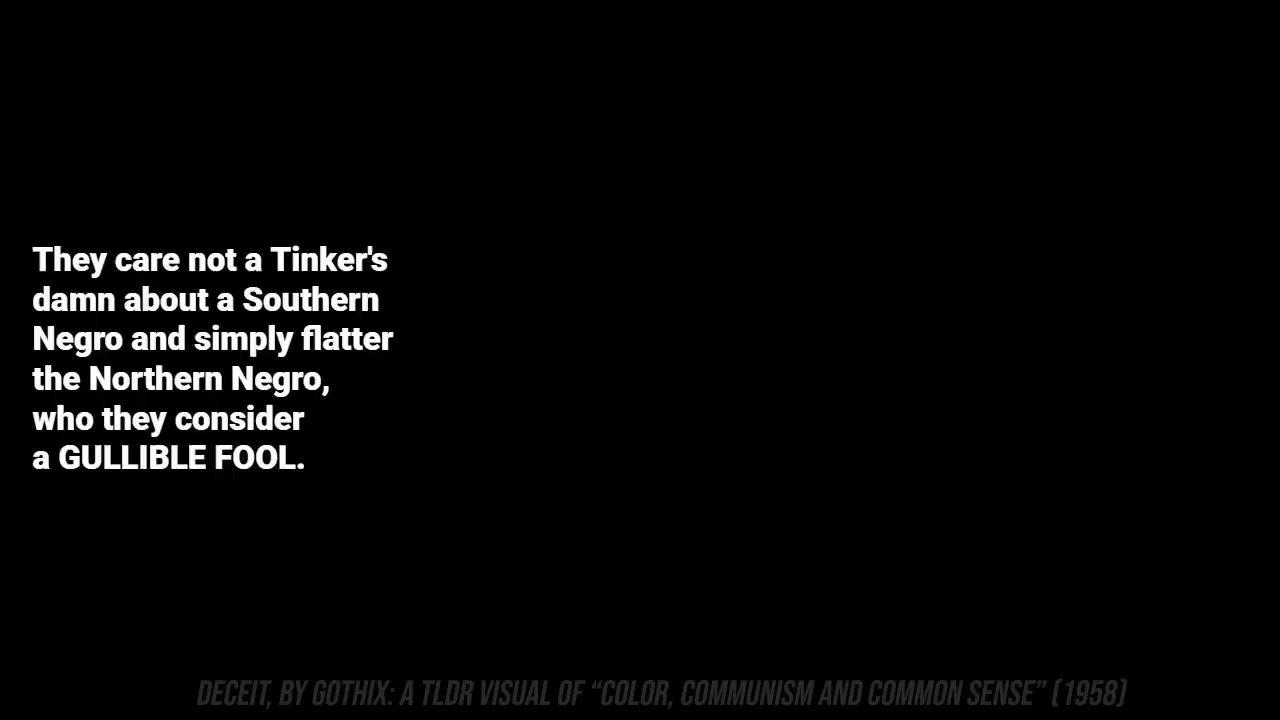 They care not a Tinker's
damn about a Southern
Negro and simply flatter
the Northern Negro,
who they consider
a GULLIBLE FOOL.
DECEIT, BY GOTHIX: A TLDR VISUAL OF “COLOR, COMMUNISM AND COMMON SENSE” (1958)